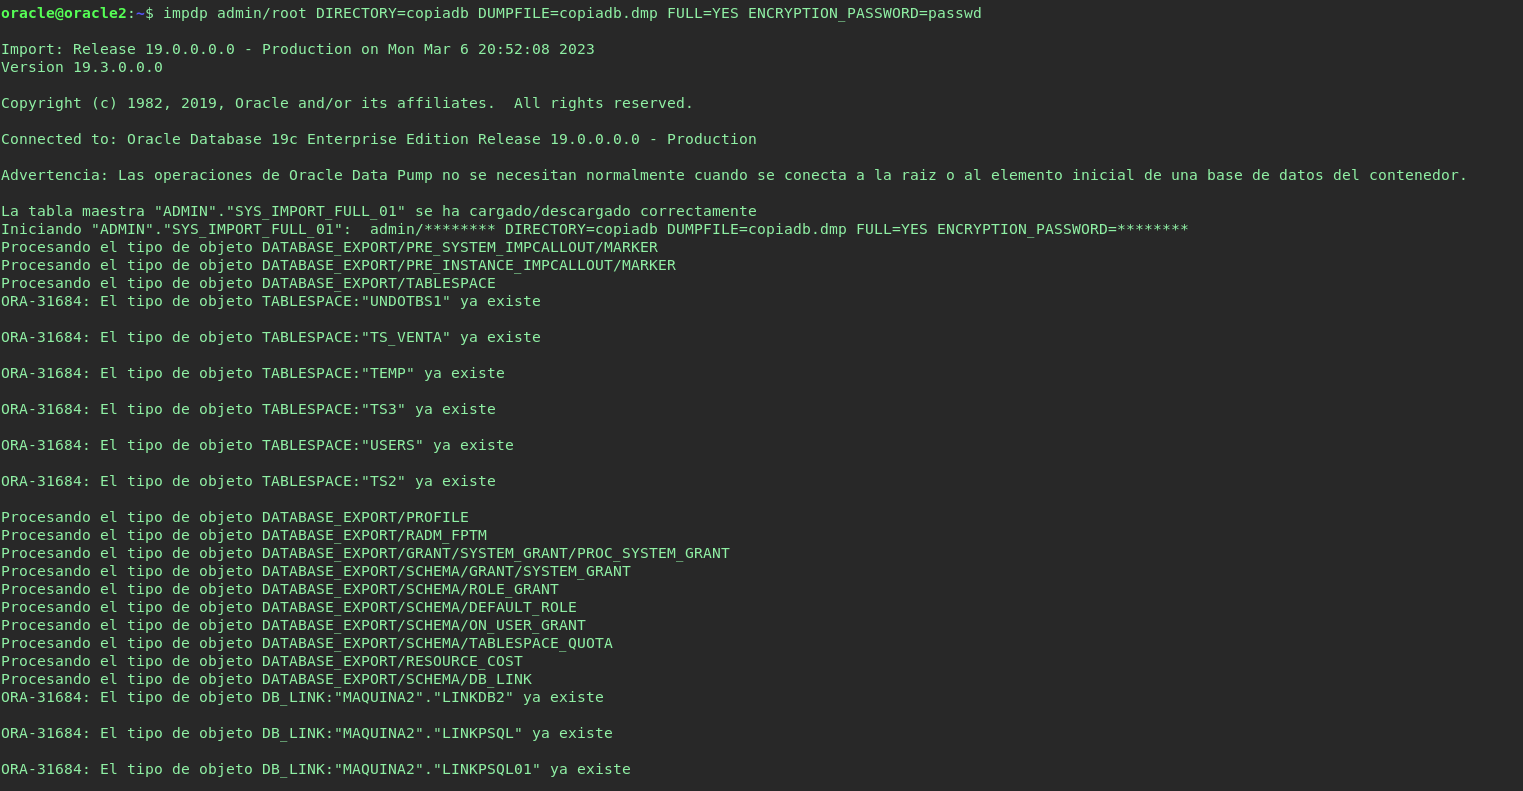 oracle@oracle2:~$ impdp admin/root DIRECTORY=copiadb DUMPFILE=copiadb.dmp FULL=YES ENCRYPTION_PASSWORD=passwd
Import: Release 19.0.0.0.0 - Production on Mon Mar 6 20:52:08 2023
Version 19.3.0.0.0
Copyright (c) 1982, 2019, Oracle and/or its affiliates.  All rights reserved.
Connected to: Oracle Database 19c Enterprise Edition Release 19.0.0.0.0 - Production
Advertencia: Las operaciones de Oracle Data Pump no se necesitan normalmente cuando se conecta a la raiz o al elemento inicial de una base de datos del contenedor.
La tabla maestra "ADMIN"."SYS_IMPORT_FULL_01" se ha cargado/descargado correctamente
Iniciando "ADMIN"."SYS_IMPORT_FULL_01":  admin/******** DIRECTORY=copiadb DUMPFILE=copiadb.dmp FULL=YES ENCRYPTION_PASSWORD=********
Procesando el tipo de objeto DATABASE_EXPORT/PRE_SYSTEM_IMPCALLOUT/MARKER
Procesando el tipo de objeto DATABASE_EXPORT/PRE_INSTANCE_IMPCALLOUT/MARKER
Procesando el tipo de objeto DATABASE_EXPORT/TABLESPACE
ORA-31684: El tipo de objeto TABLESPACE:"UNDOTBS1" ya existe
ORA-31684: El tipo de objeto TABLESPACE:"TS_VENTA" ya existe
ORA-31684: El tipo de objeto TABLESPACE:"TEMP" ya existe
ORA-31684: El tipo de objeto TABLESPACE:"TS3" ya existe
ORA-31684: El tipo de objeto TABLESPACE:"USERS" ya existe
ORA-31684: El tipo de objeto TABLESPACE:"TS2" ya existe
Procesando el tipo de objeto DATABASE_EXPORT/PROFILE
Procesando el tipo de objeto DATABASE_EXPORT/RADM_FPTM
Procesando el tipo de objeto DATABASE_EXPORT/GRANT/SYSTEM_GRANT/PROC_SYSTEM_GRANT
Procesando el tipo de objeto DATABASE_EXPORT/SCHEMA/GRANT/SYSTEM_GRANT
Procesando el tipo de objeto DATABASE_EXPORT/SCHEMA/ROLE_GRANT
Procesando el tipo de objeto DATABASE_EXPORT/SCHEMA/DEFAULT_ROLE
Procesando el tipo de objeto DATABASE_EXPORT/SCHEMA/ON_USER_GRANT
Procesando el tipo de objeto DATABASE_EXPORT/SCHEMA/TABLESPACE_QUOTA
Procesando el tipo de objeto DATABASE_EXPORT/RESOURCE_COST
Procesando el tipo de objeto DATABASE_EXPORT/SCHEMA/DB_LINK
ORA-31684: El tipo de objeto DB_LINK:"MAQUINA2"."LINKDB2" ya existe
ORA-31684: El tipo de objeto DB_LINK:"MAQUINA2"."LINKPSQL" ya existe
ORA-31684: El tipo de objeto DB_LINK:"MAQUINA2"."LINKPSQL01" ya existe